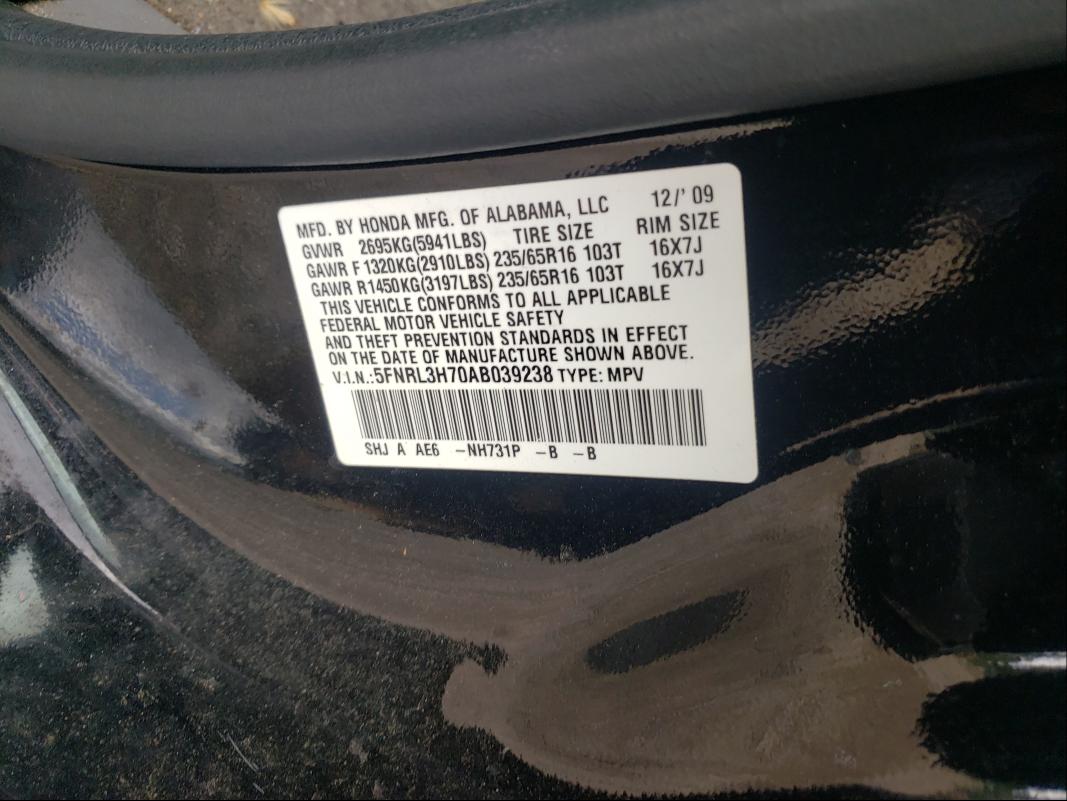 MFD. BY HONDA MFG. OF ALABAMA, LLC 12/' 09
GVWR 2695KG(5941LBS) TIRE SIZE RIM SIZE
GAWR F 1320KG(2910LBS) 235/65R16 103T 16X7J
GAWR R1450KG(3197LBS) 235/65R16 103T 16X7J
THIS VEHICLE CONFORMS TO ALL APPLICABLE
FEDERAL MOTOR VEHICLE SAFETY
AND THEFT PREVENTION STANDARDS IN EFFECT
ON THE DATE OF MANUFACTURE SHOWN ABOVE.
V.I.N.:5FNRL3H70AB039238 TYPE: MPV
SHJ A AE6 -NH731P -B -B